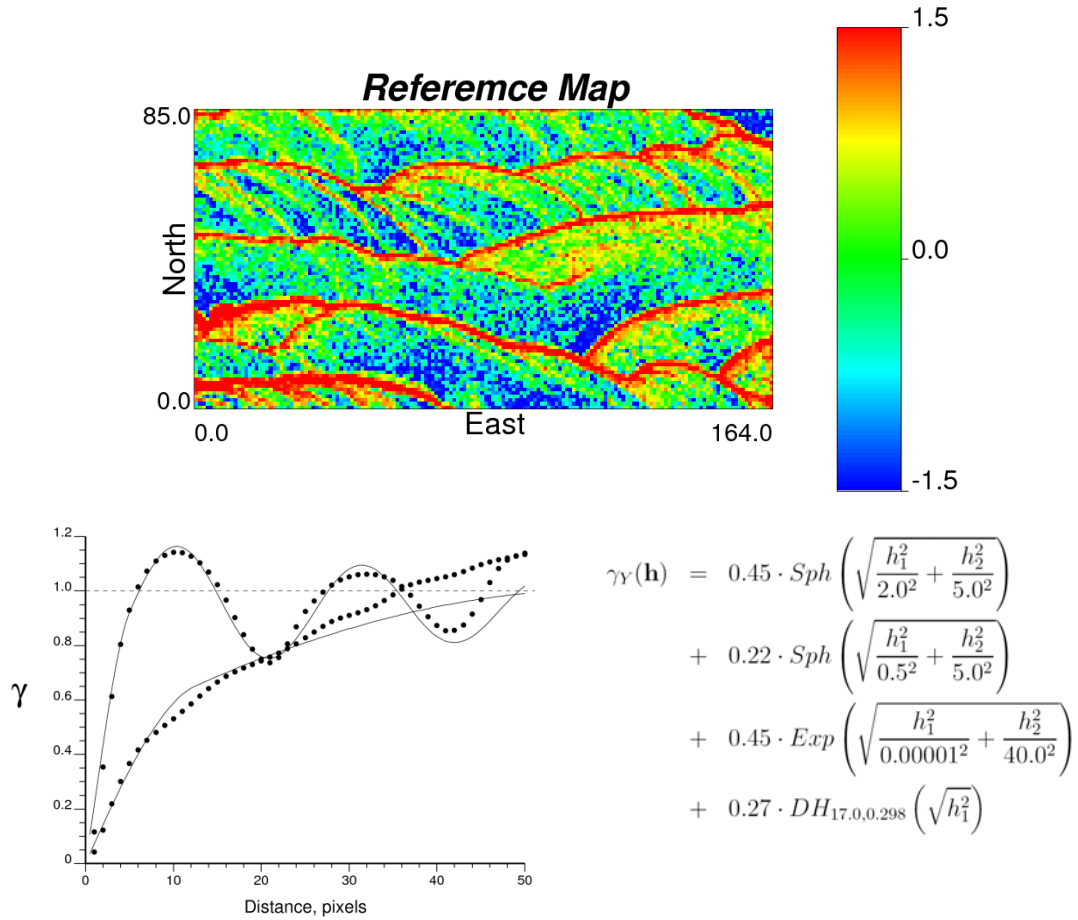 1.5
Referemce Map
85.0
North
0.0
0.0
East
164.0
0.0
-1.5
1.2
1.0
0.8
0.6
0.4
0.2
0
γ
0 10 20 30 40 50
Distance, pixels
γ_Y(h) = 0.45 · Sph (√(h₁²/2.0² + h₂²/5.0²))
+ 0.22 · Sph (√(h₁²/0.5² + h₂²/5.0²))
+ 0.45 · Exp (√(h₁²/0.00001² + h₂²/40.0²))
+ 0.27 · DH_{17.0,0.298} (√h₁²)